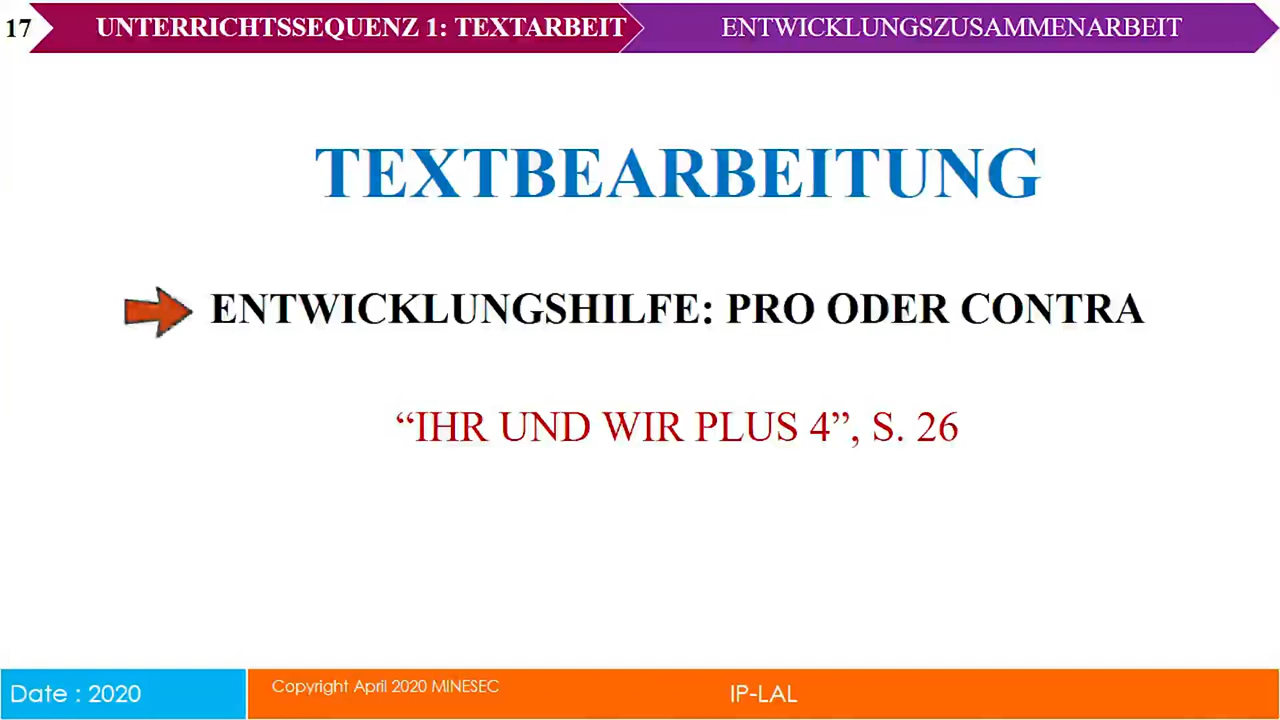 17
UNTERRICHTSSEQUENZ 1: TEXTARBEIT
ENTWICKLUNGSZUSAMMENARBEIT
TEXTBEARBEITUNG
ENTWICKLUNGSHILFE: PRO ODER CONTRA
“IHR UND WIR PLUS 4”, S. 26
Date : 2020
Copyright April 2020 MINESEC
IP-LAL